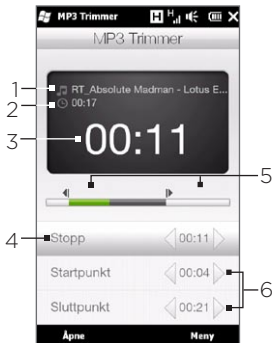 MP3 Trimmer
H
MP3 Trimmer
1
RT_Absolute Madman - Lotus E...
2
00:17
3
00:11
5
4
Stopp
00:11
Startpunkt
00:04
6
Sluttpunkt
00:21
Åpne
Meny